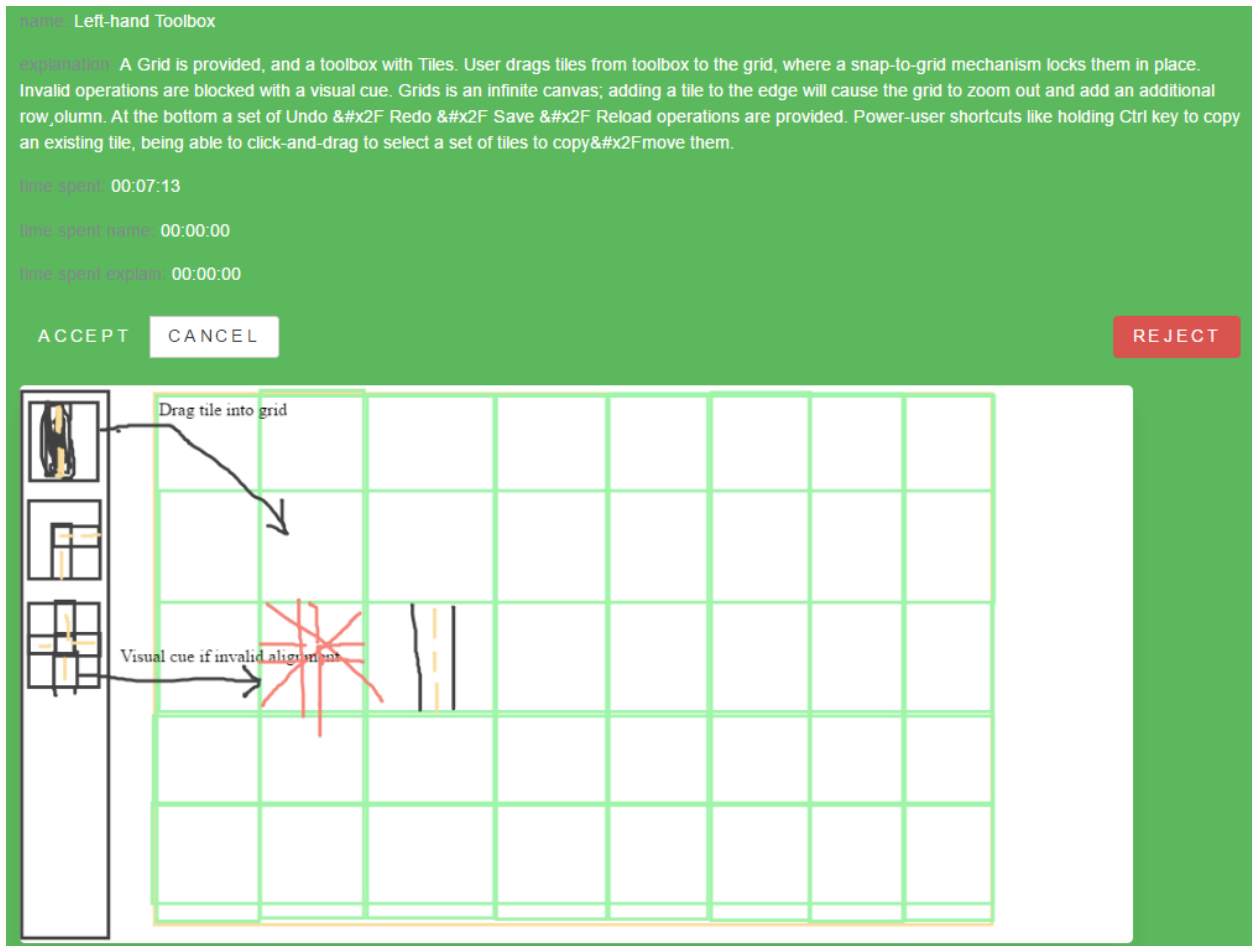 name: Left-hand Toolbox
explanation: A Grid is provided, and a toolbox with Tiles. User drags tiles from toolbox to the grid, where a snap-to-grid mechanism locks them in place.
Invalid operations are blocked with a visual cue. Grids is an infinite canvas; adding a tile to the edge will cause the grid to zoom out and add an additional
row¸olumn. At the bottom a set of Undo &#x2F Redo &#x2F Save &#x2F Reload operations are provided. Power-user shortcuts like holding Ctrl key to copy
an existing tile, being able to click-and-drag to select a set of tiles to copy&#x2Fmove them.
time spent: 00:07:13
time spent name: 00:00:00
time spent explain: 00:00:00
ACCEPT CANCEL REJECT
Drag tile into grid
Visual cue if invalid alignment